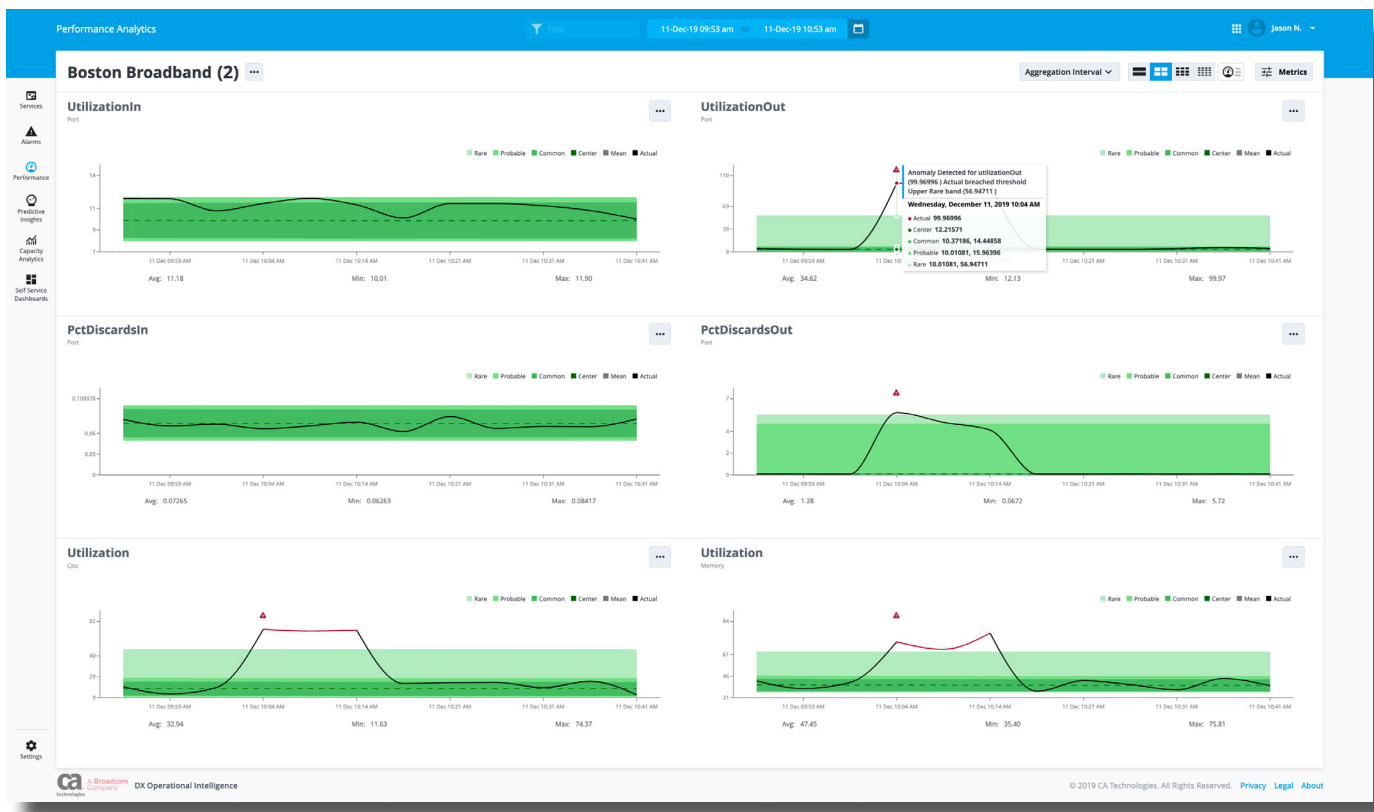 Performance Analytics
Filter
11-Dec-19 09:53 am TO 11-Dec-19 10:53 am
Jason N.
Boston Broadband (2)
Aggregation Interval
Metrics
Services
Alarms
Performance
Predictive
Insights
Capacity
Analytics
Self Service
Dashboards
Settings
UtilizationIn
Port
Rare Probable Common Center Mean Actual
14
11
9
7
11 Dec 09:59 AM 11 Dec 10:04 AM 11 Dec 10:14 AM 11 Dec 10:21 AM 11 Dec 10:31 AM 11 Dec 10:41 AM
Avg: 11.18 Min: 10.01 Max: 11.90
UtilizationOut
Port
Rare Probable Common Center Mean Actual
110
69
39
9
Anomaly Detected for utilizationOut
(99.96996 ) Actual breached threshold
Upper Rare band (56.94711 )
Wednesday, December 11, 2019 10:04 AM
Actual 99.96996
Center 12.21571
Common 10.37186, 14.44858
Probable 10.01081, 15.96396
Rare 10.01081, 56.94711
11 Dec 09:59 AM 11 Dec 10: 11 Dec 10:21 AM 11 Dec 10:31 AM 11 Dec 10:41 AM
Avg: 34.62 Min: 12.13 Max: 99.97
PctDiscardsIn
Port
Rare Probable Common Center Mean Actual
0.109978
0.06
0.03
0
11 Dec 09:59 AM 11 Dec 10:04 AM 11 Dec 10:14 AM 11 Dec 10:21 AM 11 Dec 10:31 AM 11 Dec 10:41 AM
Avg: 0.07265 Min: 0.06263 Max: 0.08417
PctDiscardsOut
Port
Rare Probable Common Center Mean Actual
7
4
2
0
11 Dec 09:59 AM 11 Dec 10:04 AM 11 Dec 10:14 AM 11 Dec 10:21 AM 11 Dec 10:31 AM 11 Dec 10:41 AM
Avg: 1.28 Min: 0.0672 Max: 5.72
Utilization
Cpu
Rare Probable Common Center Mean Actual
82
49
29
9
11 Dec 09:59 AM 11 Dec 10:04 AM 11 Dec 10:14 AM 11 Dec 10:21 AM 11 Dec 10:31 AM 11 Dec 10:41 AM
Avg: 32.94 Min: 11.63 Max: 74.37
Utilization
Memory
Rare Probable Common Center Mean Actual
84
61
46
31
11 Dec 09:59 AM 11 Dec 10:04 AM 11 Dec 10:14 AM 11 Dec 10:21 AM 11 Dec 10:31 AM 11 Dec 10:41 AM
Avg: 47.45 Min: 35.40 Max: 75.81
ca technologies A Broadcom Company DX Operational Intelligence
© 2019 CA Technologies. All Rights Reserved. Privacy Legal About